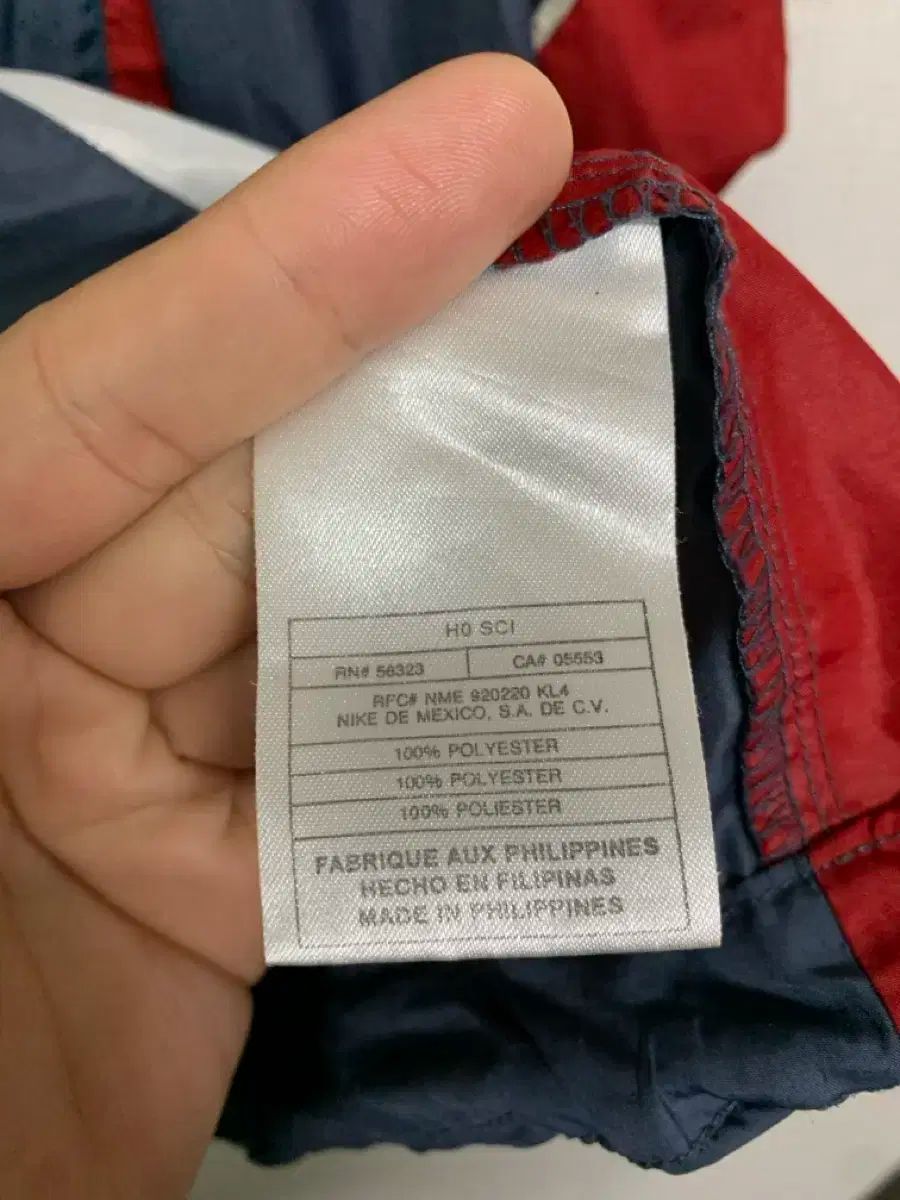 H0 SCI
RN# 56323 CA# 05553
RFC# NME 920220 KL4
NIKE DE MEXICO, S.A. DE C.V.
100% POLYESTER
100% POLYESTER
100% POLIESTER
FABRIQUE AUX PHILIPPINES
HECHO EN FILIPINAS
MADE IN PHILIPPINES